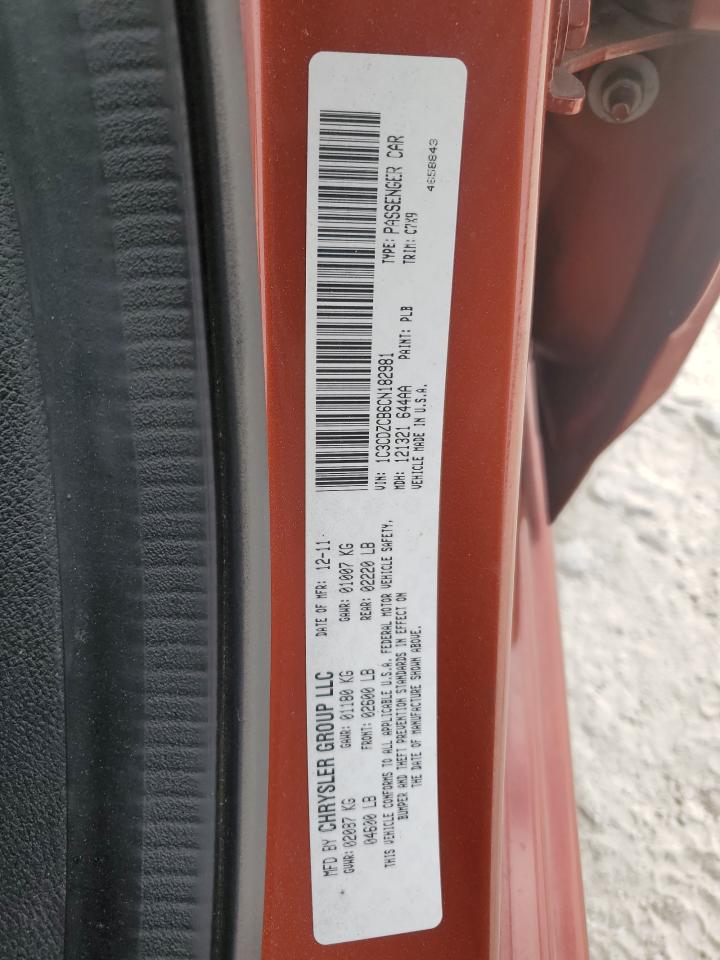 MFD BY CHRYSLER GROUP LLC
DATE OF MFR: 12-11
GVWR: 02087 KG
GAWR: 01180 KG
GAWR: 01007 KG
04600 LB
FRONT: 02600 LB
REAR: 02220 LB
THIS VEHICLE CONFORMS TO ALL APPLICABLE U.S.A. FEDERAL MOTOR VEHICLE SAFETY,
BUMPER AND THEFT PREVENTION STANDARDS IN EFFECT ON
THE DATE OF MANUFACTURE SHOWN ABOVE.
VIN: 1C3CDZCB6CN182981
TYPE: PASSENGER CAR
MDH: 121321 644AA
PAINT: PLB
TRIM: C7X9
VEHICLE MADE IN U.S.A.
4658843